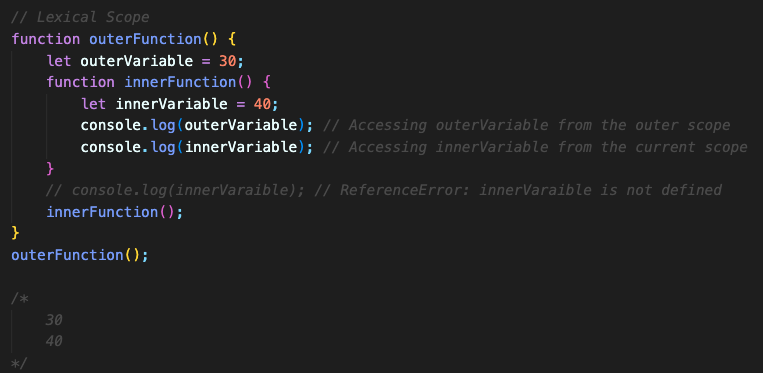 // Lexical Scope
function outerFunction() {
    let outerVariable = 30;
    function innerFunction() {
        let innerVariable = 40;
        console.log(outerVariable); // Accessing outerVariable from the outer scope
        console.log(innerVariable); // Accessing innerVariable from the current scope
    }
    // console.log(innerVaraible); // ReferenceError: innerVaraible is not defined
    innerFunction();
}
outerFunction();

/*
    30
    40
*/